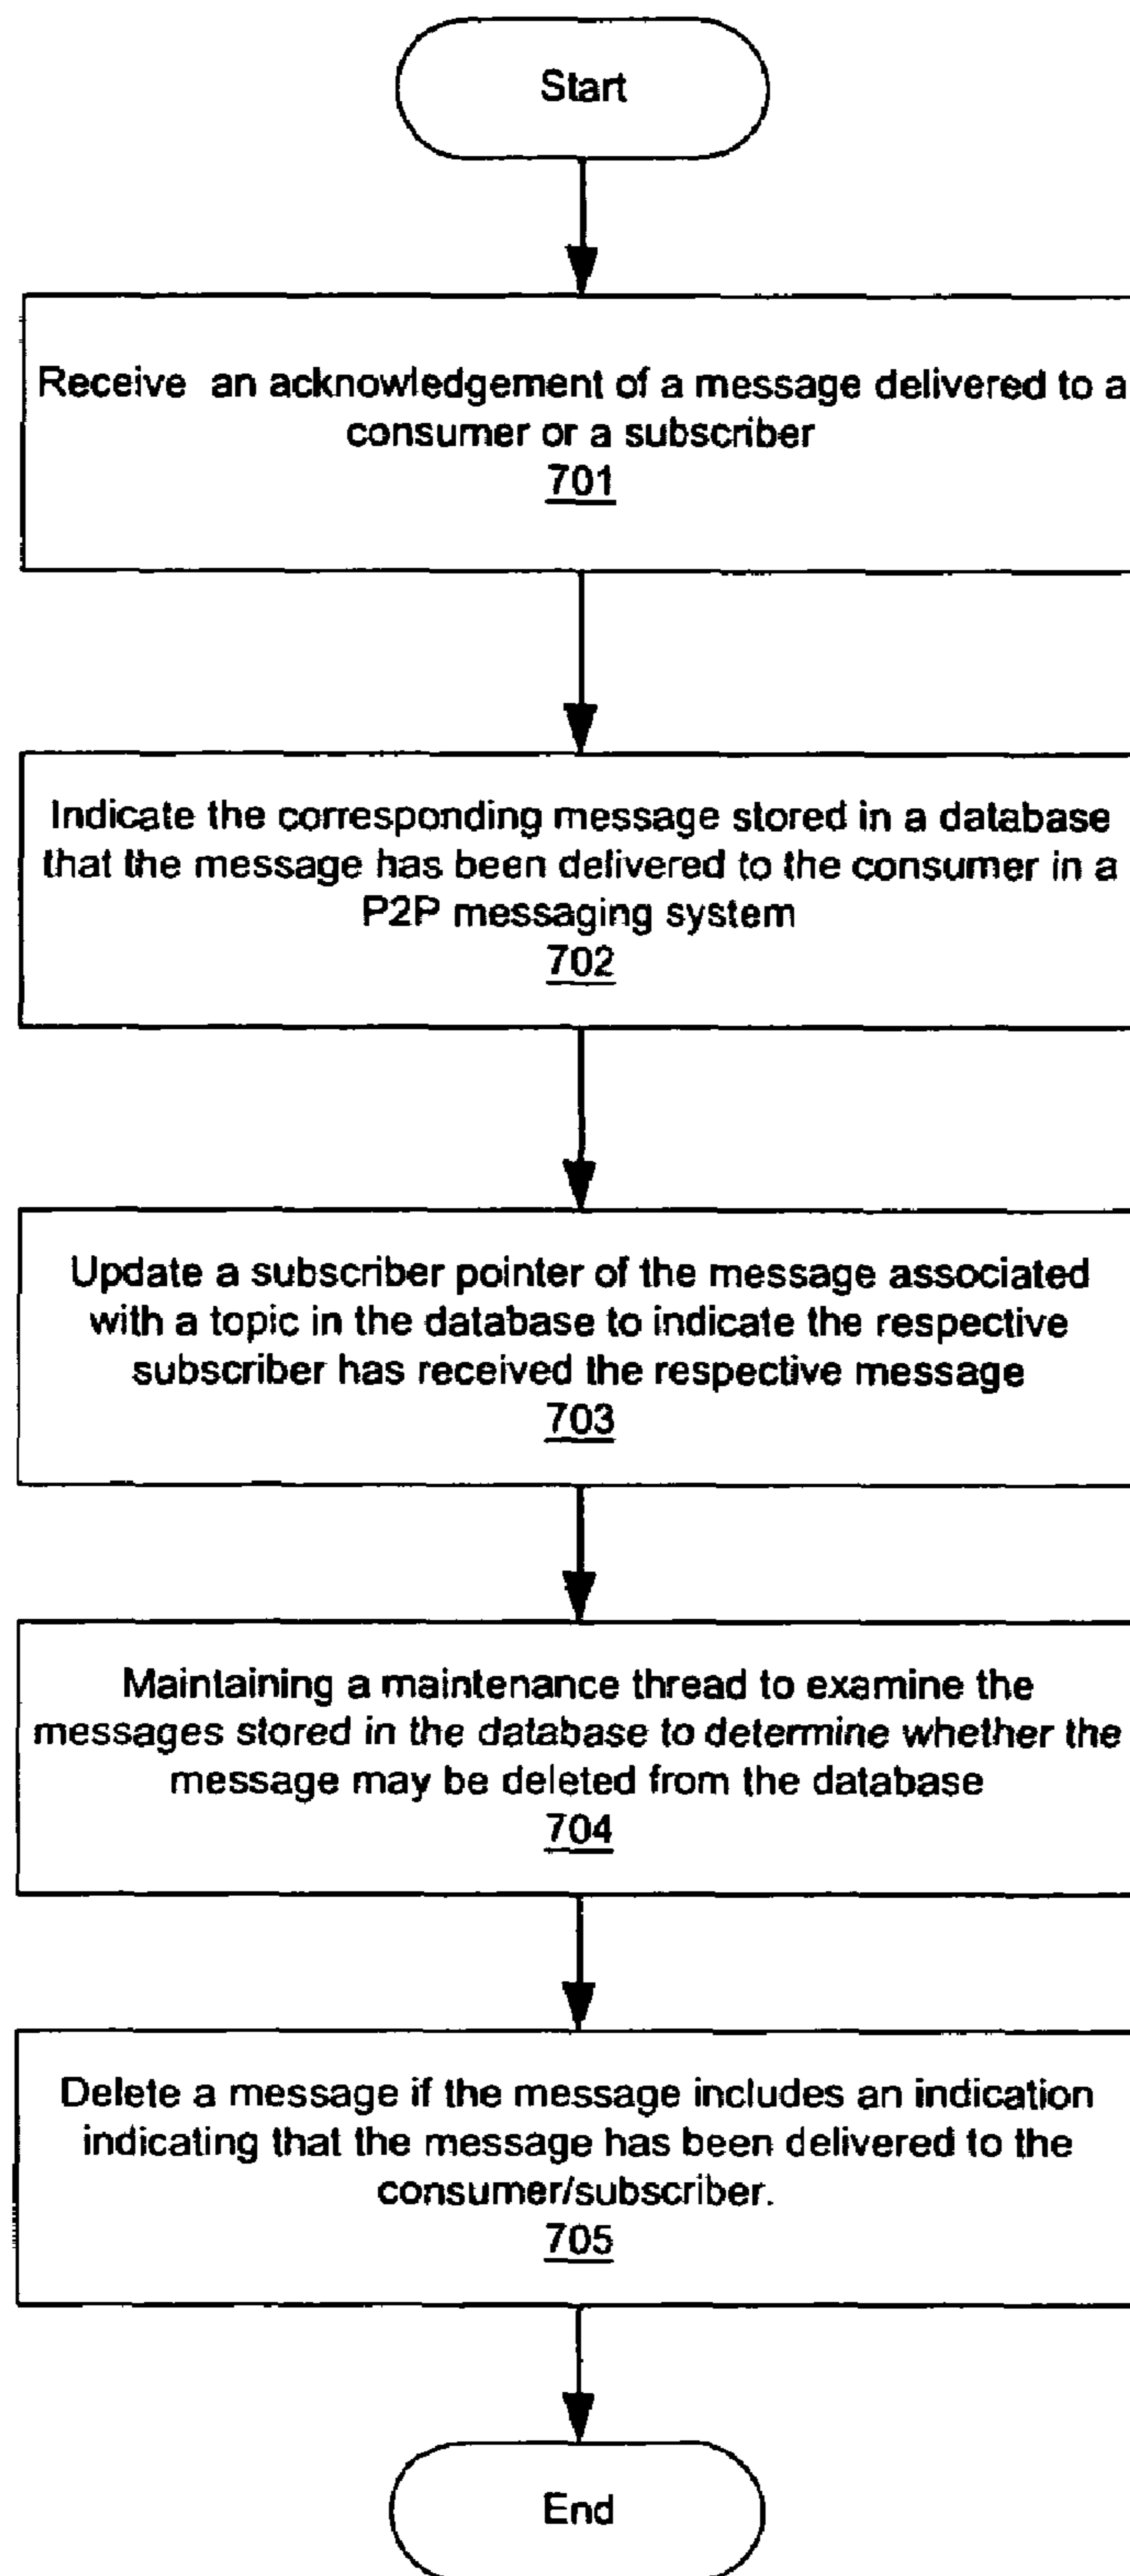 Start
Receive an acknowledgement of a message delivered to a
consumer or a subscriber
701
Indicate the corresponding message stored in a database
that the message has been delivered to the consumer in a
P2P messaging system
702
Update a subscriber pointer of the message associated
with a topic in the database to indicate the respective
subscriber has received the respective message
703
Maintaining a maintenance thread to examine the
messages stored in the database to determine whether the
message may be deleted from the database
704
Delete a message if the message includes an indication
indicating that the message has been delivered to the
consumer/subscriber.
705
End